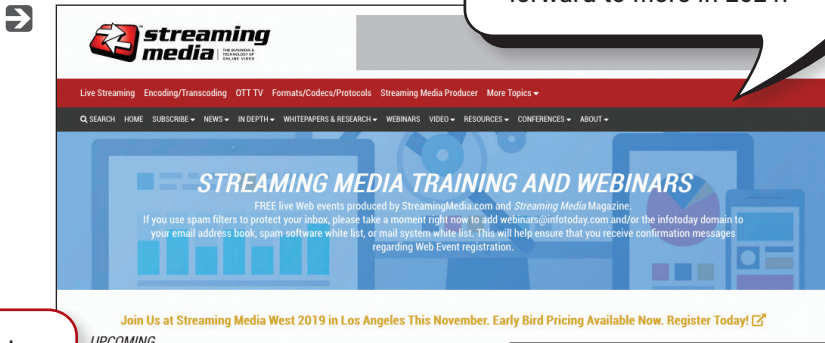 forward to more in 2021!
streaming
media THE BUSINESS &
TECHNOLOGY OF
ONLINE VIDEO
Live Streaming Encoding/Transcoding OTT TV Formats/Codecs/Protocols Streaming Media Producer More Topics
SEARCH HOME SUBSCRIBE NEWS IN DEPTH WHITEPAPERS & RESEARCH WEBINARS VIDEO RESOURCES CONFERENCES ABOUT
STREAMING MEDIA TRAINING AND WEBINARS
FREE live Web events produced by StreamingMedia.com and Streaming Media Magazine.
If you use spam filters to protect your inbox, please take a moment right now to add webinars@infotoday.com and/or the infotoday domain to
your email address book, spam software white list, or mail system white list. This will help ensure that you receive confirmation messages
regarding Web Event registration.
Join Us at Streaming Media West 2019 in Los Angeles This November. Early Bird Pricing Available Now. Register Today!
UPCOMING